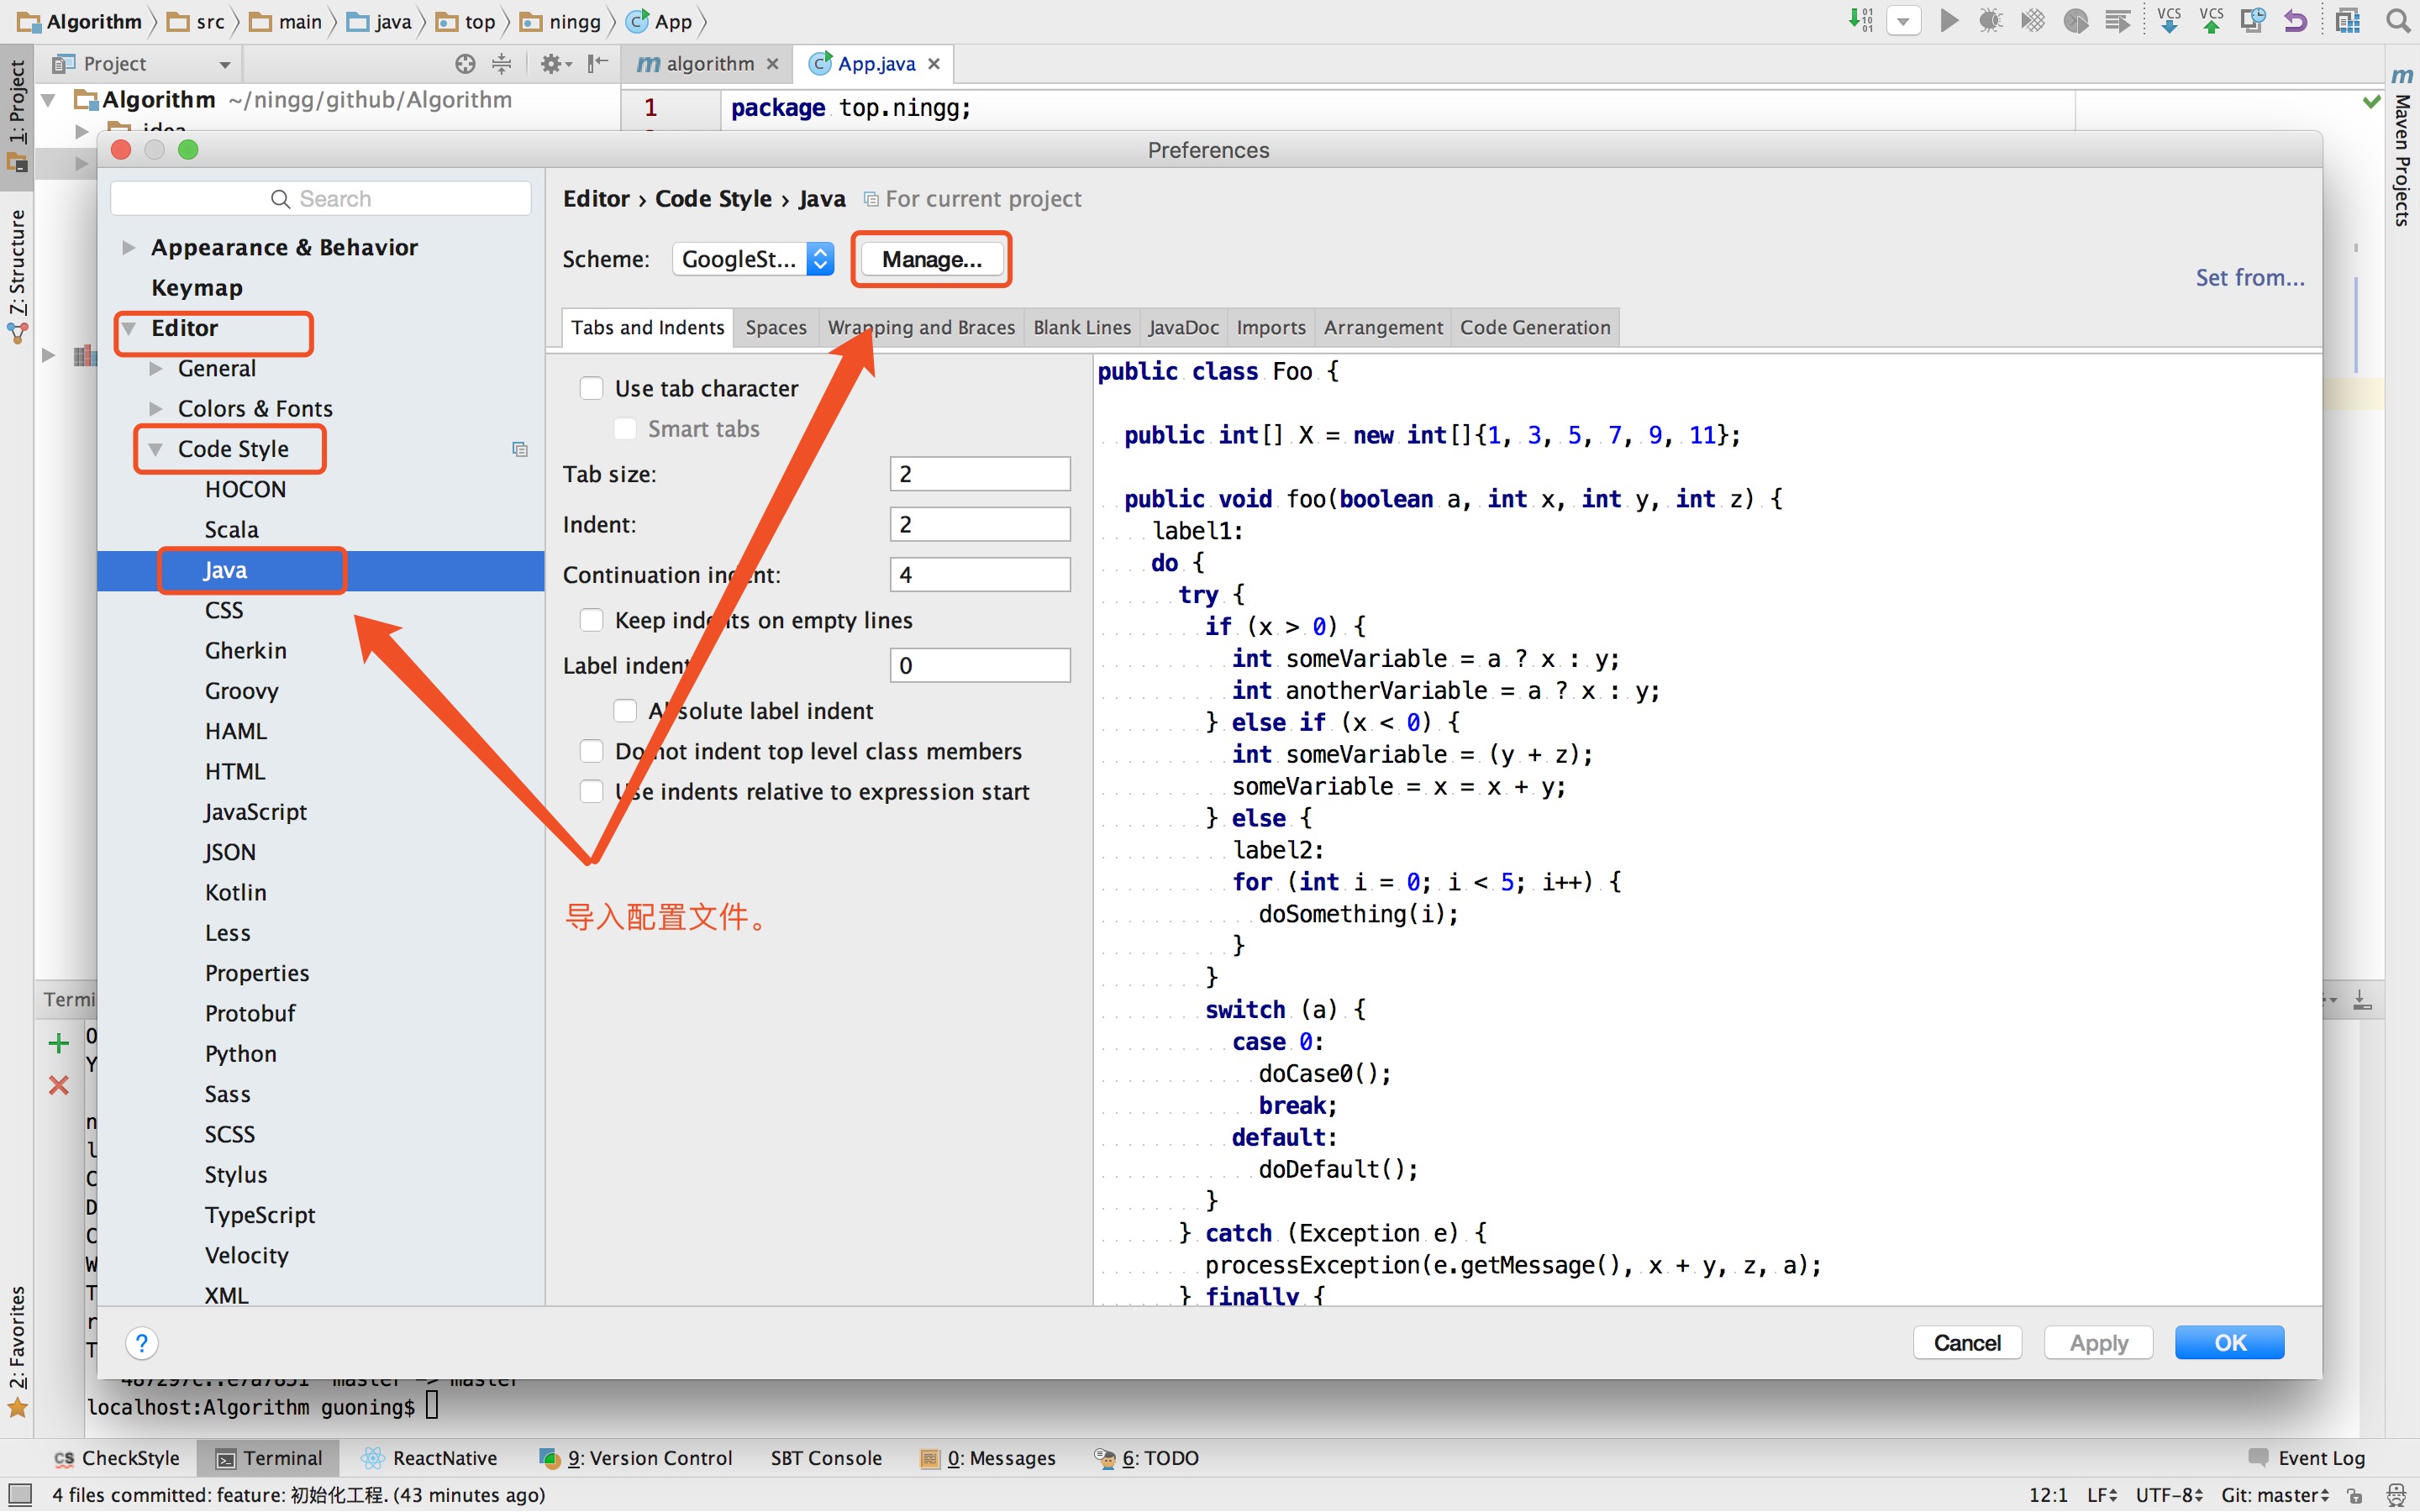 Algorithm src main java top ningg App
Project
algorithm
App.java
1: Project
Algorithm ~/ningg/github/Algorithm
1 package top.ningg;
Maven Projects
Preferences
Search
Editor › Code Style › Java For current project
Appearance & Behavior
Keymap
Editor
General
Colors & Fonts
Code Style
HOCON
Scala
Java
CSS
Gherkin
Groovy
HAML
HTML
JavaScript
JSON
Kotlin
Less
Properties
Protobuf
Python
Sass
SCSS
Stylus
TypeScript
Velocity
XML
Scheme: GoogleSt... Manage...
Set from...
Tabs and Indents Spaces Wrapping and Braces Blank Lines JavaDoc Imports Arrangement Code Generation
Use tab character
Smart tabs
Tab size: 2
Indent: 2
Continuation indent: 4
Keep indents on empty lines
Label indent 0
Absolute label indent
Do not indent top level class members
Use indents relative to expression start
导入配置文件。
public class Foo {
public int[] X = new int[]{1, 3, 5, 7, 9, 11};
public void foo(boolean a, int x, int y, int z) {
label1:
do {
try {
if (x > 0) {
int someVariable = a ? x : y;
int anotherVariable = a ? x : y;
} else if (x < 0) {
int someVariable = (y + z);
someVariable = x = x + y;
} else {
label2:
for (int i = 0; i < 5; i++) {
doSomething(i);
}
}
switch (a) {
case 0:
doCase0();
break;
default:
doDefault();
}
} catch (Exception e) {
processException(e.getMessage(), x + y, z, a);
} finally {
? Cancel Apply OK
7: Structure
2: Favorites
VCS VCS
localhost:Algorithm guoning$
CheckStyle Terminal ReactNative 9: Version Control SBT Console 0: Messages 6: TODO Event Log
4 files committed: feature: 初始化工程. (43 minutes ago) 12:1 LF UTF-8 Git: master